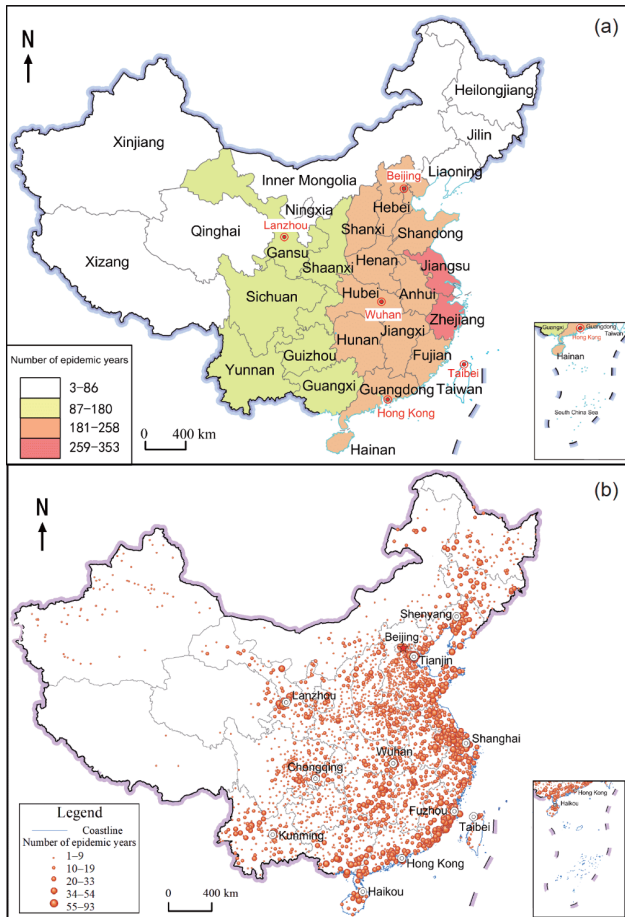 (a)
N
Heilongjiang
Jilin
Xinjiang
Liaoning
Beijing
Inner Mongolia
Hebei
Ningxia
Shanxi
Shandong
Qinghai
Lanzhou
Gansu
Henan
Shaanxi
Jiangsu
Xizang
Sichuan
Hubei
Anhui
Wuhan
Zhejiang
Jiangxi
Hunan
Guizhou
Fujian
Yunnan
Guangxi
Guangdong
Taibei
Taiwan
Hong Kong
Hainan
Number of epidemic years
3–86
87–180
181–258
259–353
0 400 km
Guangxi
Guangdong
Hong Kong
Taiwan
Hainan
South China Sea
(b)
N
Shenyang
Beijing
Tianjin
Lanzhou
Shanghai
Wuhan
Chongqing
Fuzhou
Taibei
Kunming
Hong Kong
Haikou
Legend
Coastline
Number of epidemic years
1–9
10–19
20–33
34–54
55–93
0 400 km
Hong Kong
Haikou